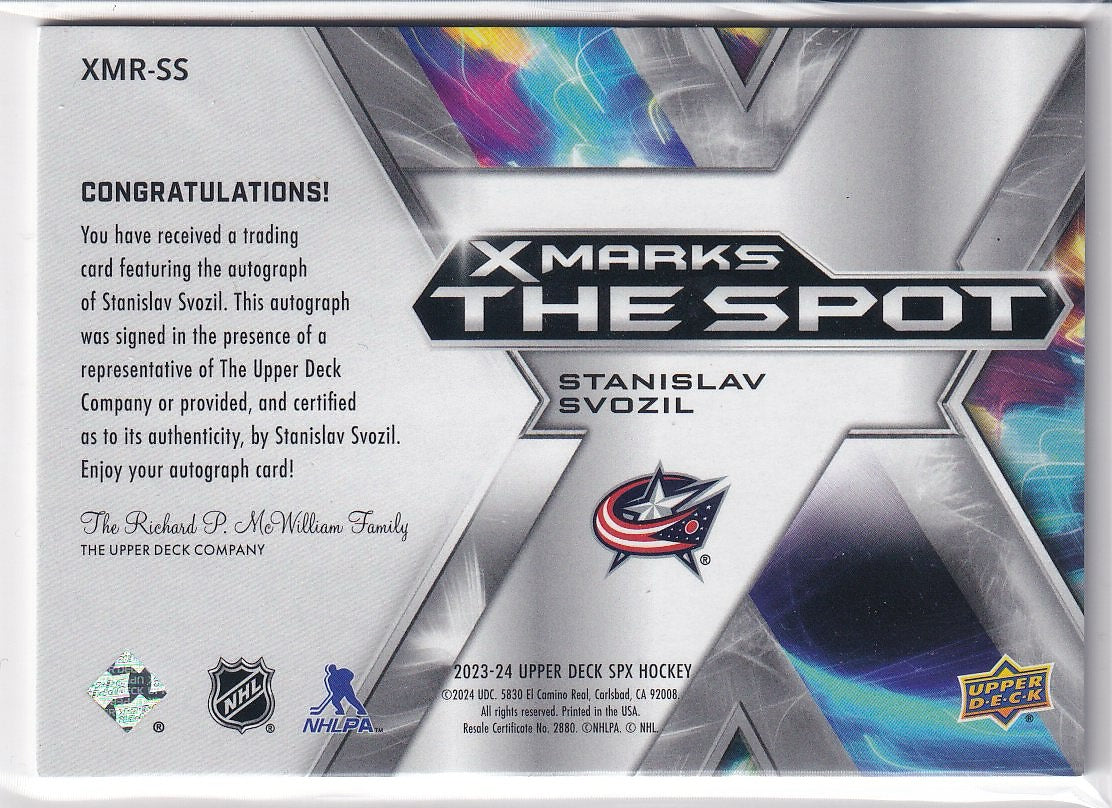 XMR-SS
CONGRATULATIONS!
You have received a trading
card featuring the autograph
of Stanislav Svozil. This autograph
was signed in the presence of a
representative of The Upper Deck
Company or provided, and certified
as to its authenticity, by Stanislav Svozil.
Enjoy your autograph card!
The Richard P. McWilliam Family
THE UPPER DECK COMPANY
X MARKS
THE SPOT
STANISLAV
SVOZIL
®
®
NHL
®
NHLPA™
2023-24 UPPER DECK SPX HOCKEY
©2024 UDC. 5830 El Camino Real, Carlsbad, CA 92008.
All rights reserved. Printed in the USA.
Resale Certificate No. 2880. ©NHLPA. © NHL.
UPPER
D·E·C·K
®